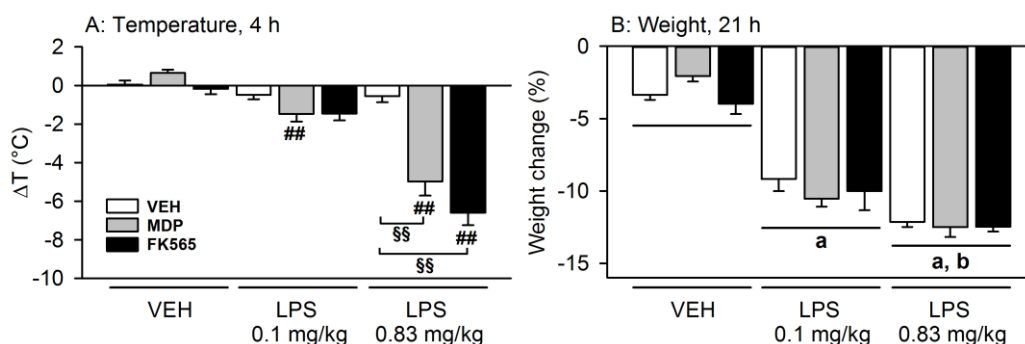 A: Temperature, 4 h
2
0
-2
-4
-6
-8
-10
ΔT (°C)
VEH
MDP
FK565
##
##
##
§§
§§
VEH
LPS
0.1 mg/kg
LPS
0.83 mg/kg
B: Weight, 21 h
0
-5
-10
-15
Weight change (%)
a
a, b
VEH
LPS
0.1 mg/kg
LPS
0.83 mg/kg